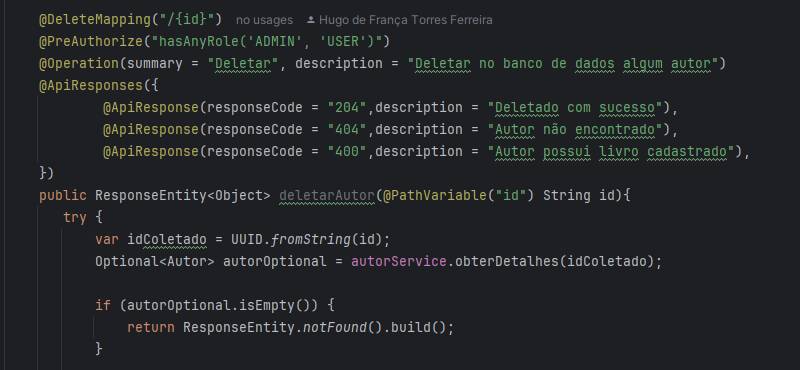 @DeleteMapping("/{id}") no usages Hugo de França Torres Ferreira
@PreAuthorize("hasAnyRole('ADMIN', 'USER')")
@Operation(summary = "Deletar", description = "Deletar no banco de dados algum autor")
@ApiResponses({
@ApiResponse(responseCode = "204",description = "Deletado com sucesso"),
@ApiResponse(responseCode = "404",description = "Autor não encontrado"),
@ApiResponse(responseCode = "400",description = "Autor possui livro cadastrado"),
})
public ResponseEntity<Object> deletarAutor(@PathVariable("id") String id){
try {
var idColetado = UUID.fromString(id);
Optional<Autor> autorOptional = autorService.obterDetalhes(idColetado);
if (autorOptional.isEmpty()) {
return ResponseEntity.notFound().build();
}